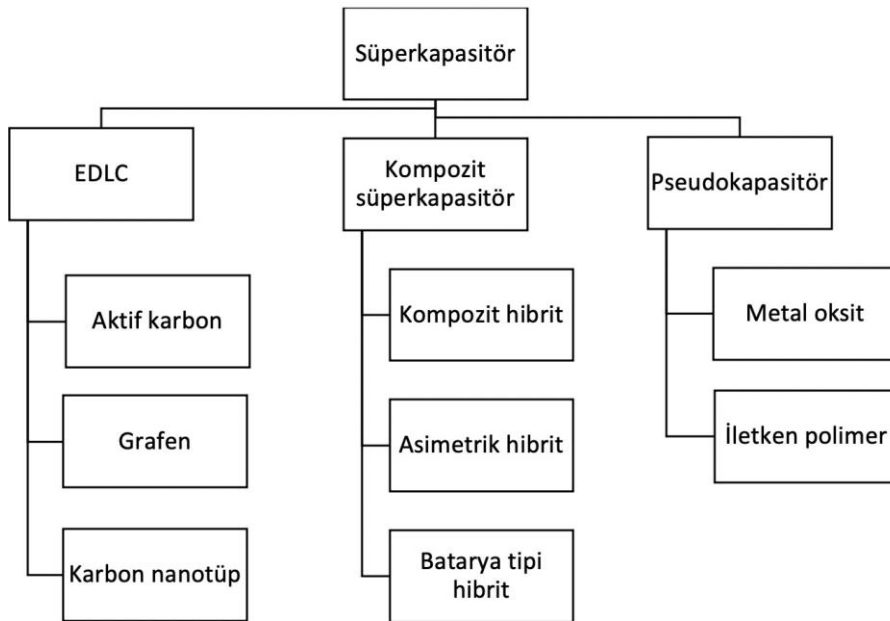 Süperkapasitör
EDLC
Kompozit
süperkapasitör
Pseudokapasitör
Aktif karbon
Grafen
Karbon nanotüp
Kompozit hibrit
Asimetrik hibrit
Batarya tipi
hibrit
Metal oksit
İletken polimer